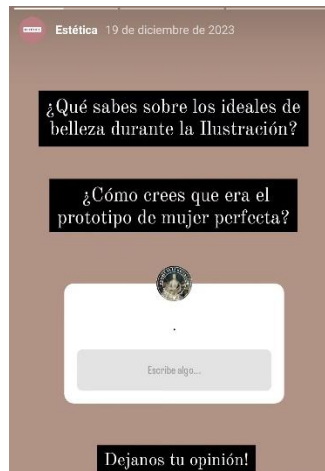 Estética 19 de diciembre de 2023
¿Qué sabes sobre los ideales de
belleza durante la Ilustración?
¿Cómo crees que era el
prototipo de mujer perfecta?
.
Escribe algo...
Dejanos tu opinión!